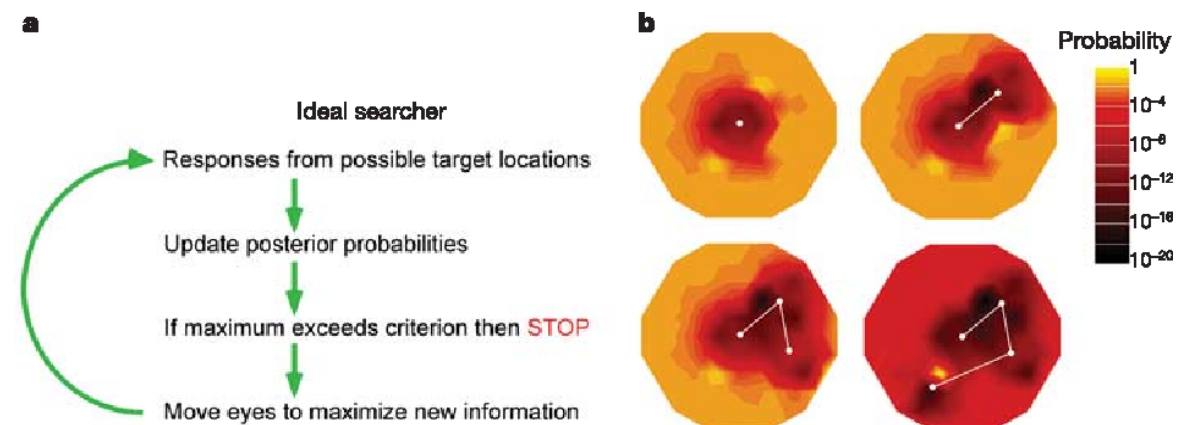 a
Ideal searcher
Responses from possible target locations
Update posterior probabilities
If maximum exceeds criterion then STOP
Move eyes to maximize new information
b
Probability
1
10⁻⁴
10⁻⁸
10⁻¹²
10⁻¹⁶
10⁻²⁰